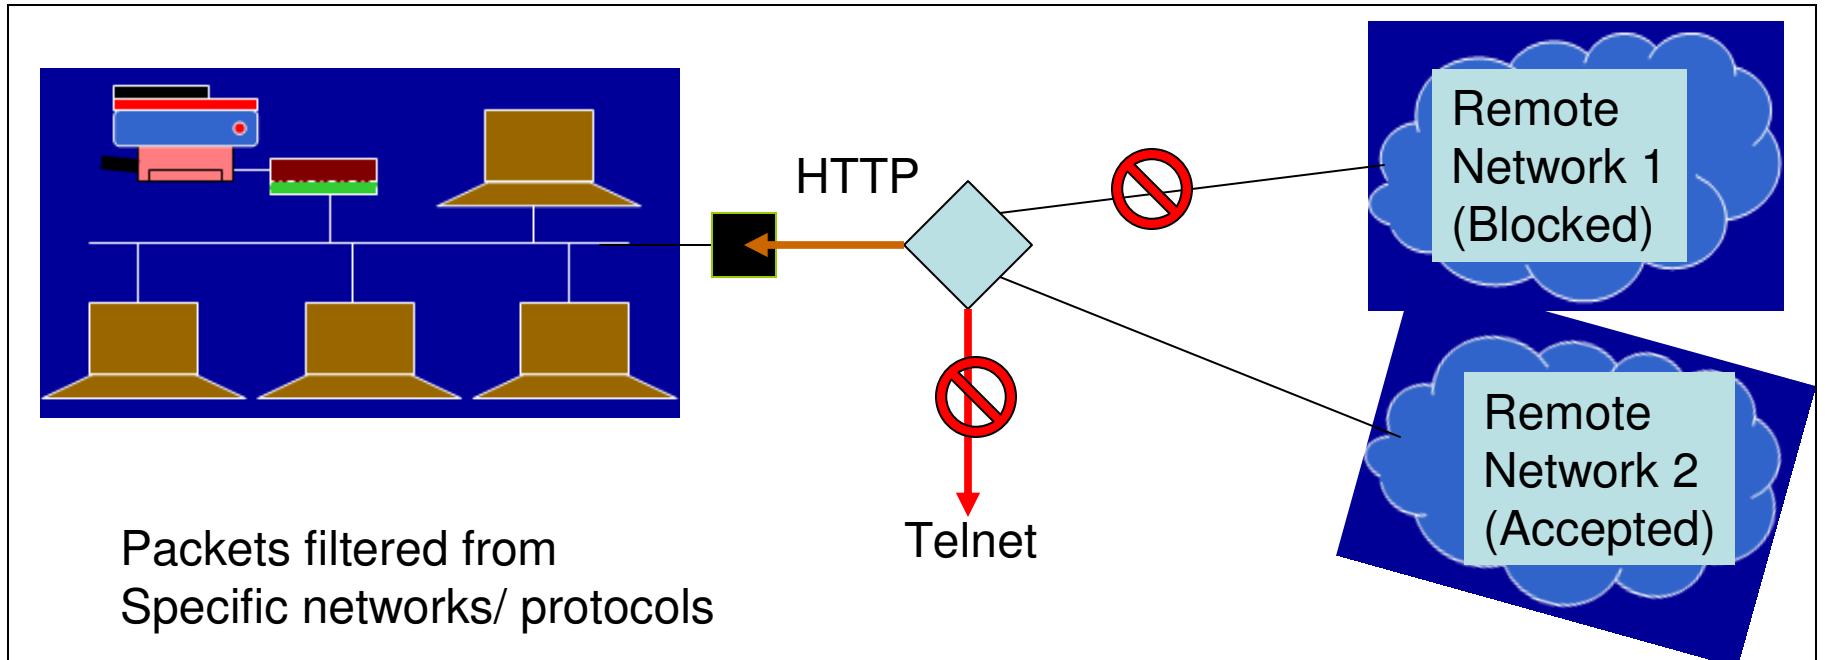 HTTP
Remote
Network 1
(Blocked)
Remote
Network 2
(Accepted)
Telnet
Packets filtered from
Specific networks/ protocols